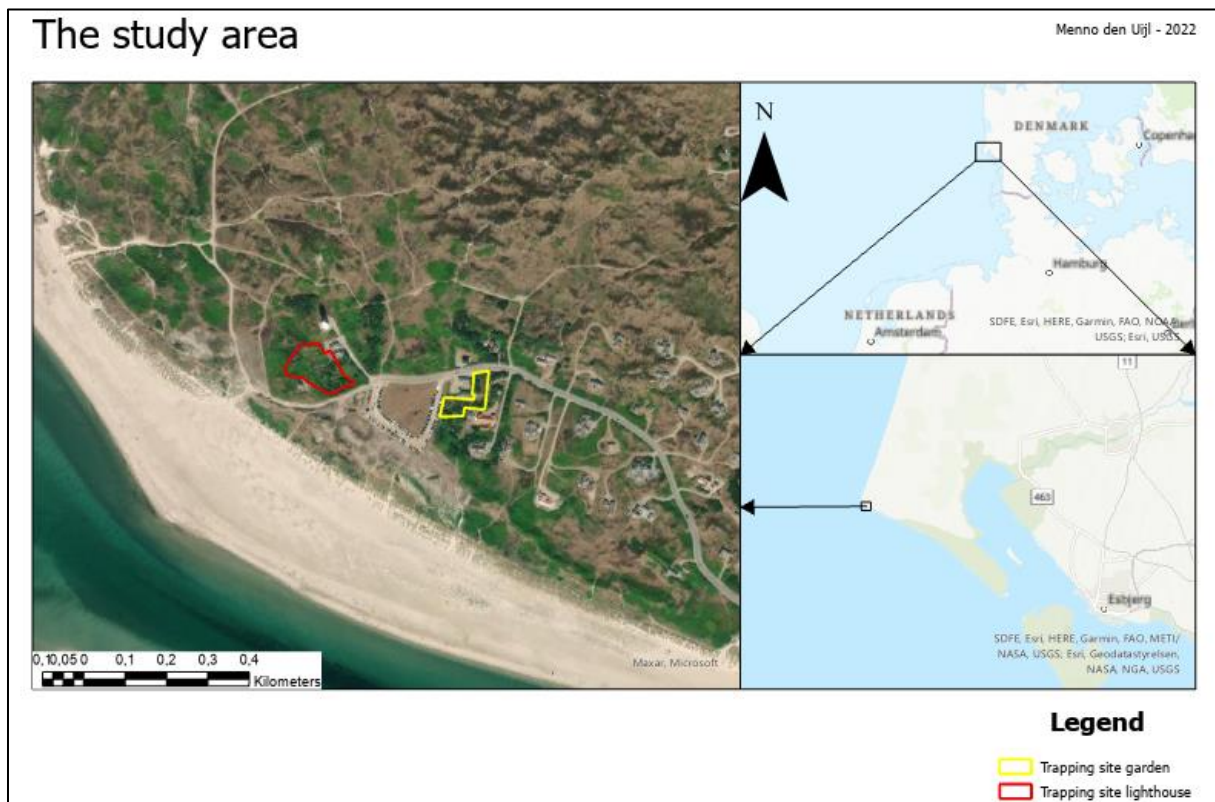 The study area
Menno den Uijl - 2022
N
DENMARK
Copenha
Hamburg
NETHERLANDS
Amsterdam
SDFE, Esri, HERE, Garmin, FAO, NOAA,
USGS; Esri, USGS
11
463
Esbjerg
SDFE, Esri, HERE, Garmin, FAO, METI/
NASA, USGS; Esri, Geodatastyrelsen,
NASA, NGA, USGS
Maxar, Microsoft
0,10,05 0 0,1 0,2 0,3 0,4
Kilometers
Legend
Trapping site garden
Trapping site lighthouse